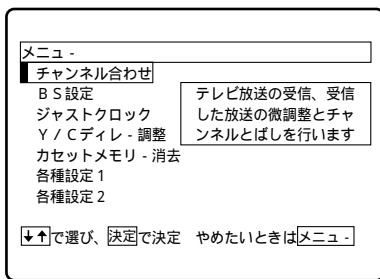 メニュ -
チャンネル合わせ
ＢＳ設定
ジャストクロック
Ｙ／Ｃディレ - 調整
カセットメモリ - 消去
各種設定１
各種設定２
テレビ放送の受信、受信
した放送の微調整とチャ
ンネルとばしを行います
↓↑で選び、決定で決定　やめたいときはメニュ -